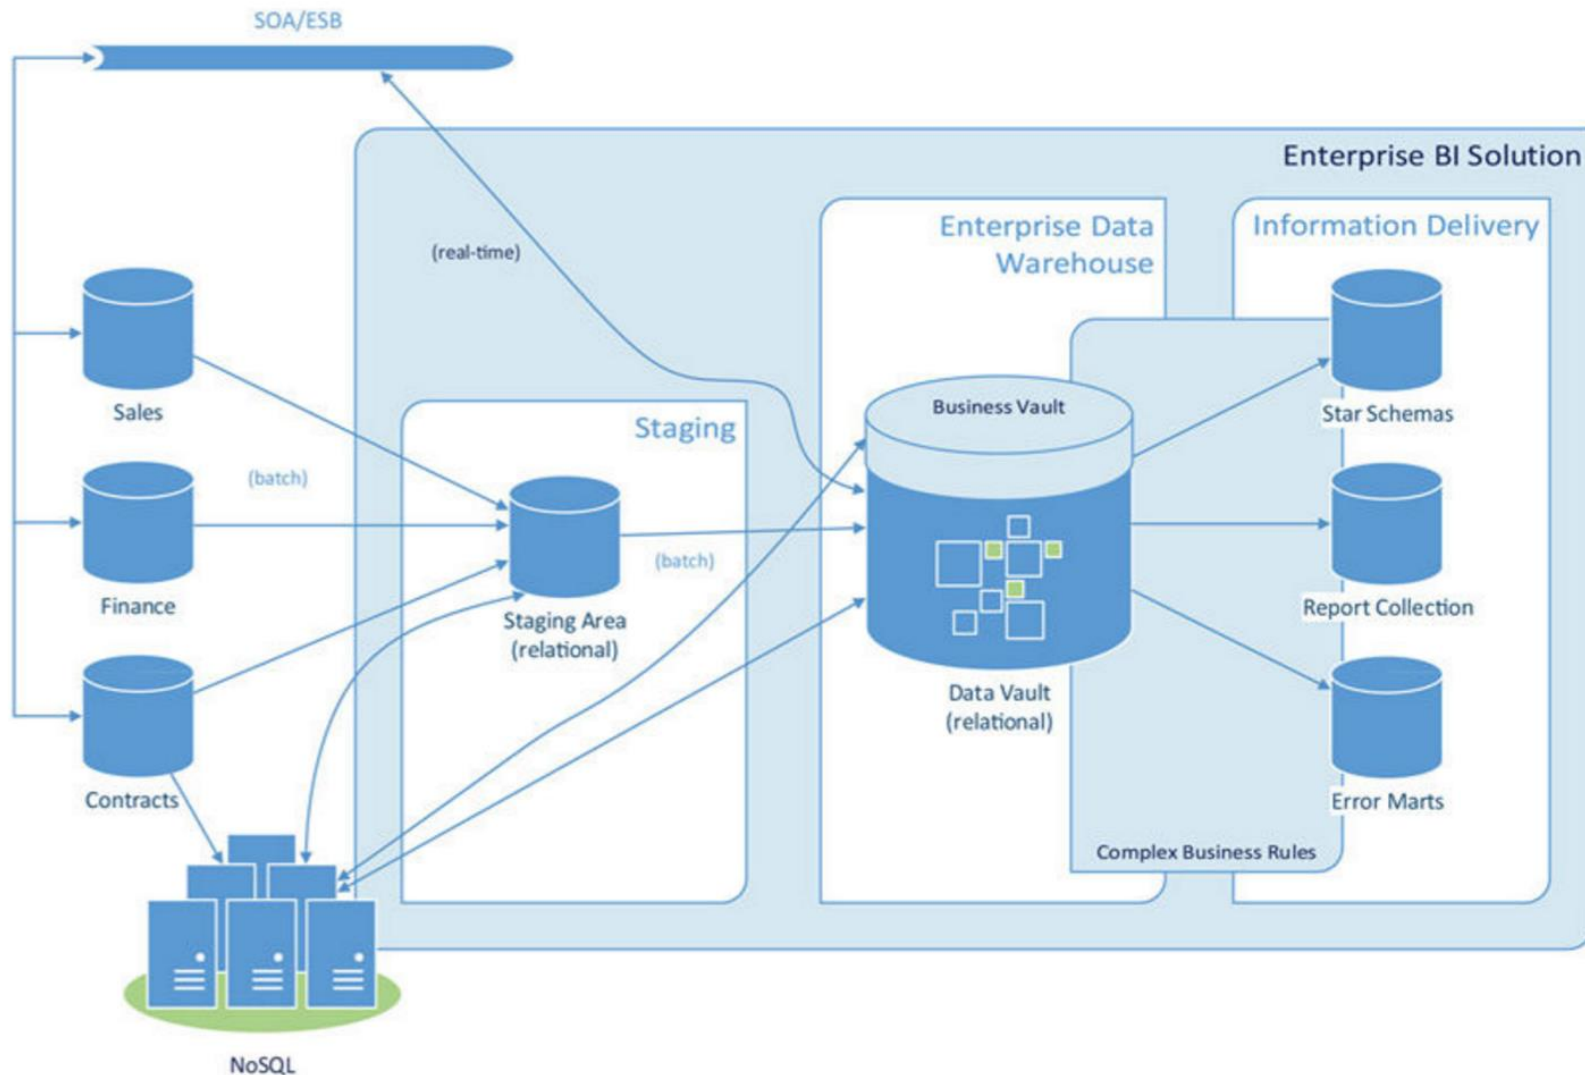 SOA/ESB
Enterprise BI Solution
Enterprise Data
Warehouse
Information Delivery
(real-time)
Sales
Staging
Business Vault
Star Schemas
(batch)
Finance
(batch)
Staging Area
(relational)
Report Collection
Data Vault
(relational)
Contracts
Error Marts
Complex Business Rules
NoSQL